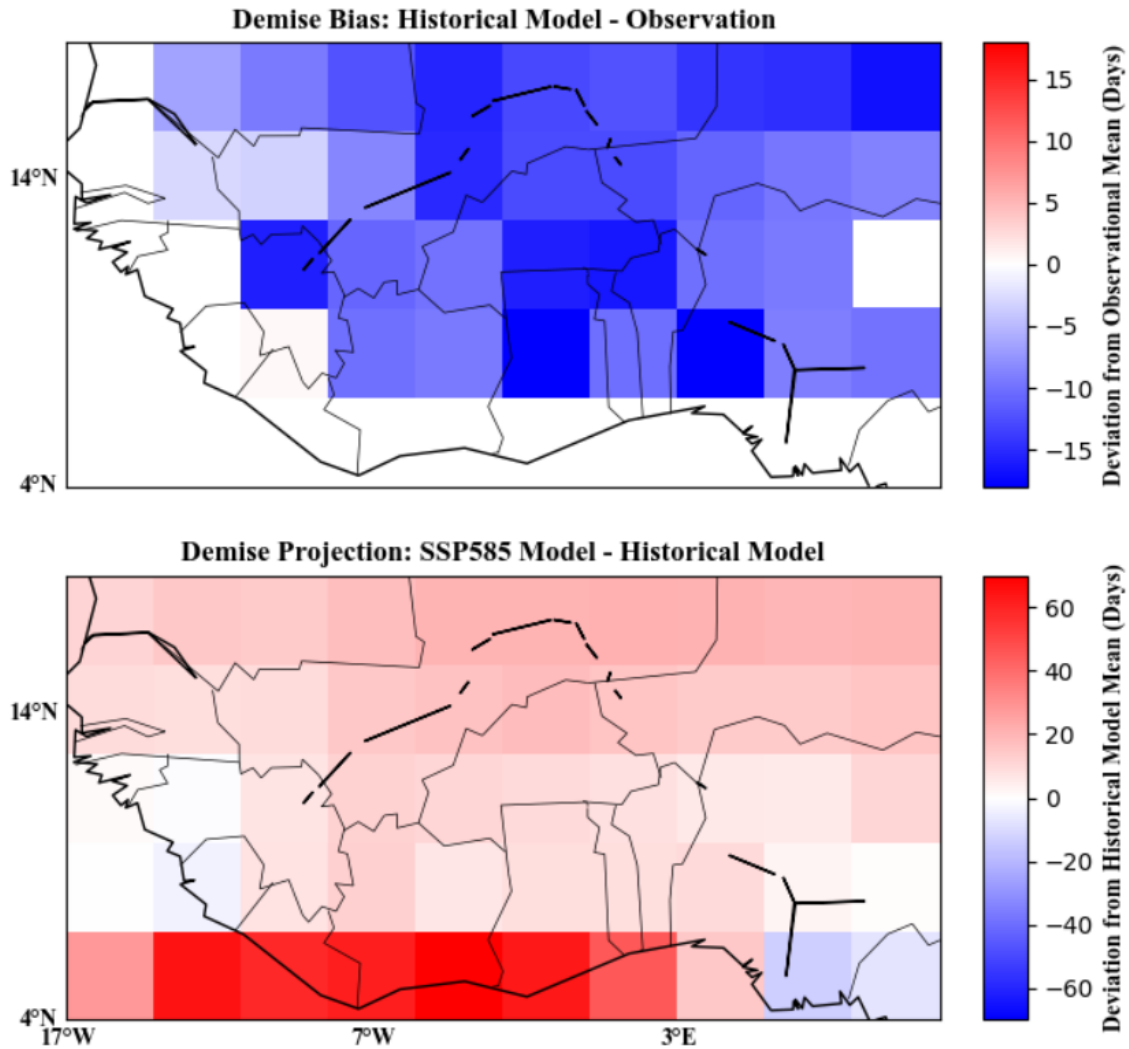 Demise Bias: Historical Model - Observation
14°N
4°N
15
10
5
0
−5
−10
−15
Deviation from Observational Mean (Days)
Demise Projection: SSP585 Model - Historical Model
14°N
4°N
17°W
7°W
3°E
60
40
20
0
−20
−40
−60
Deviation from Historical Model Mean (Days)